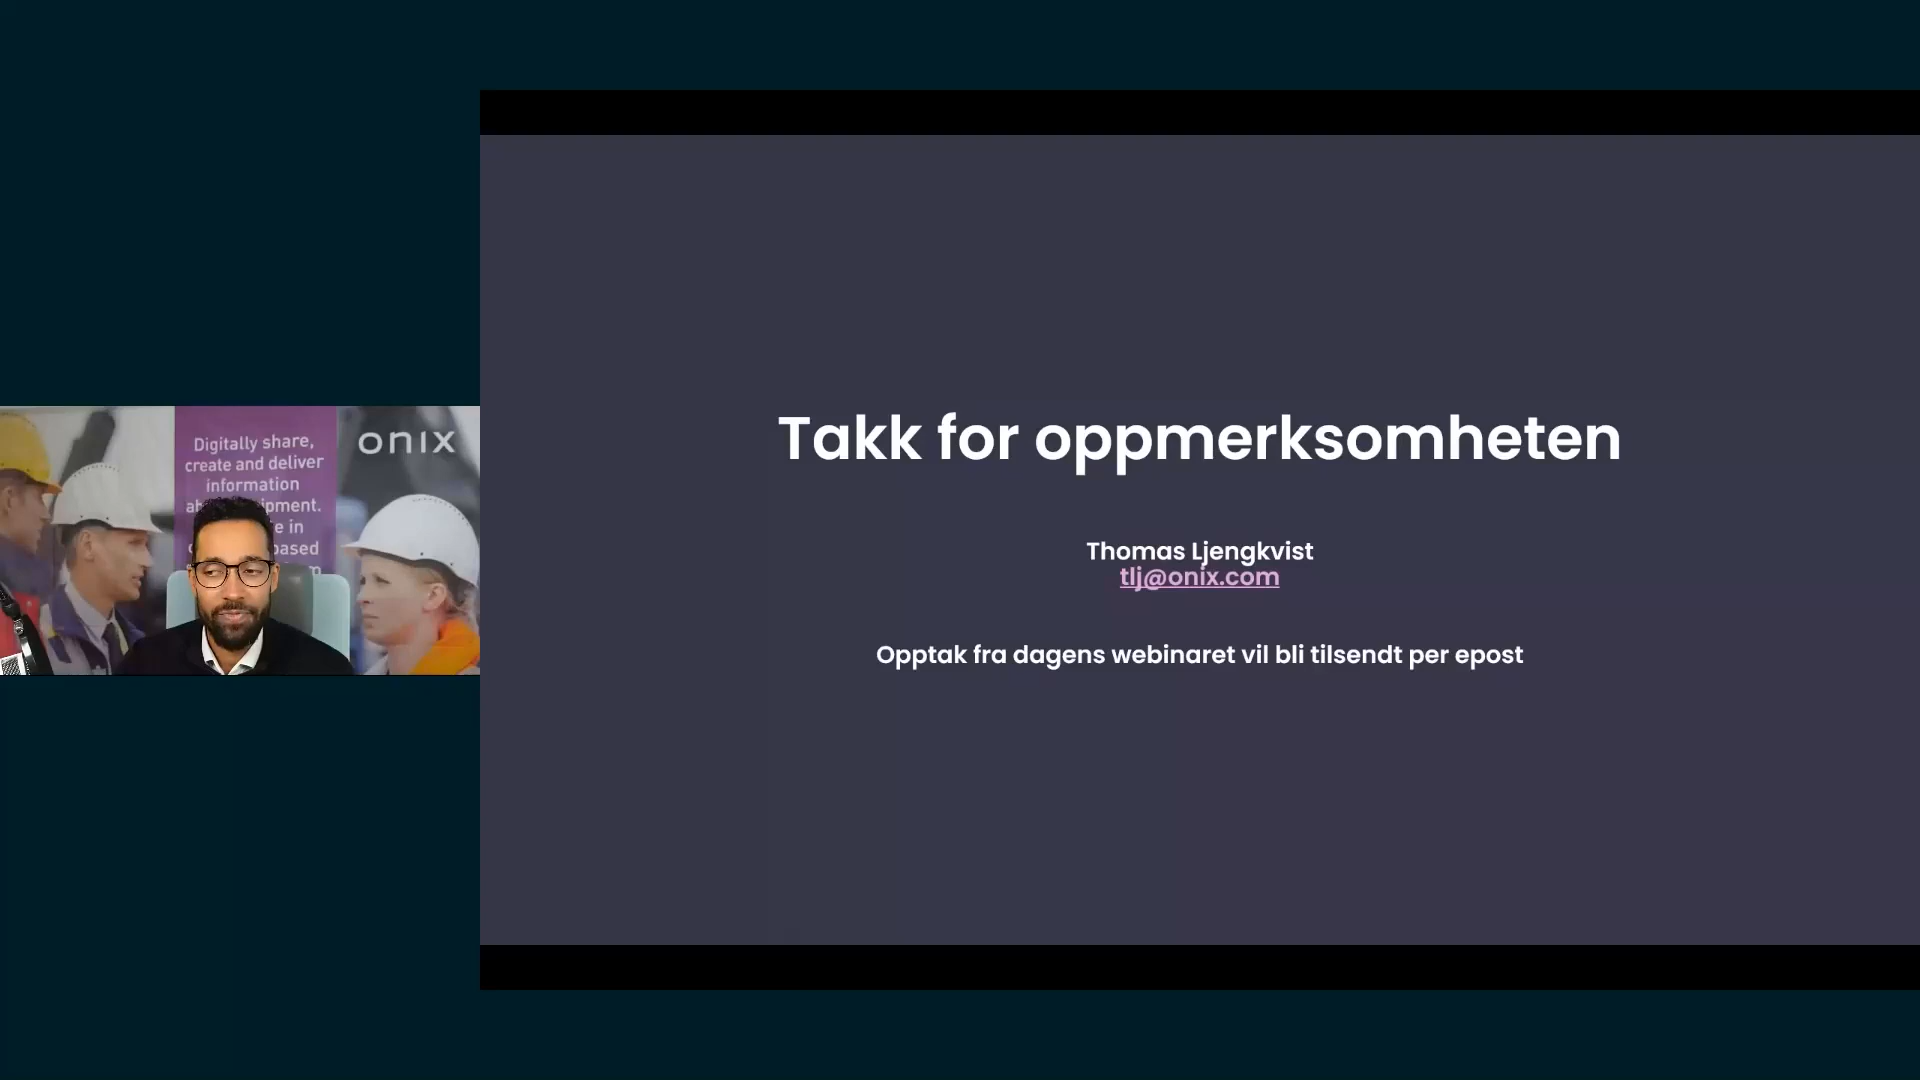 Digitally share,
create and deliver
information
onix
Takk for oppmerksomheten
Thomas Ljengkvist
tlj@onix.com
Opptak fra dagens webinaret vil bli tilsendt per epost